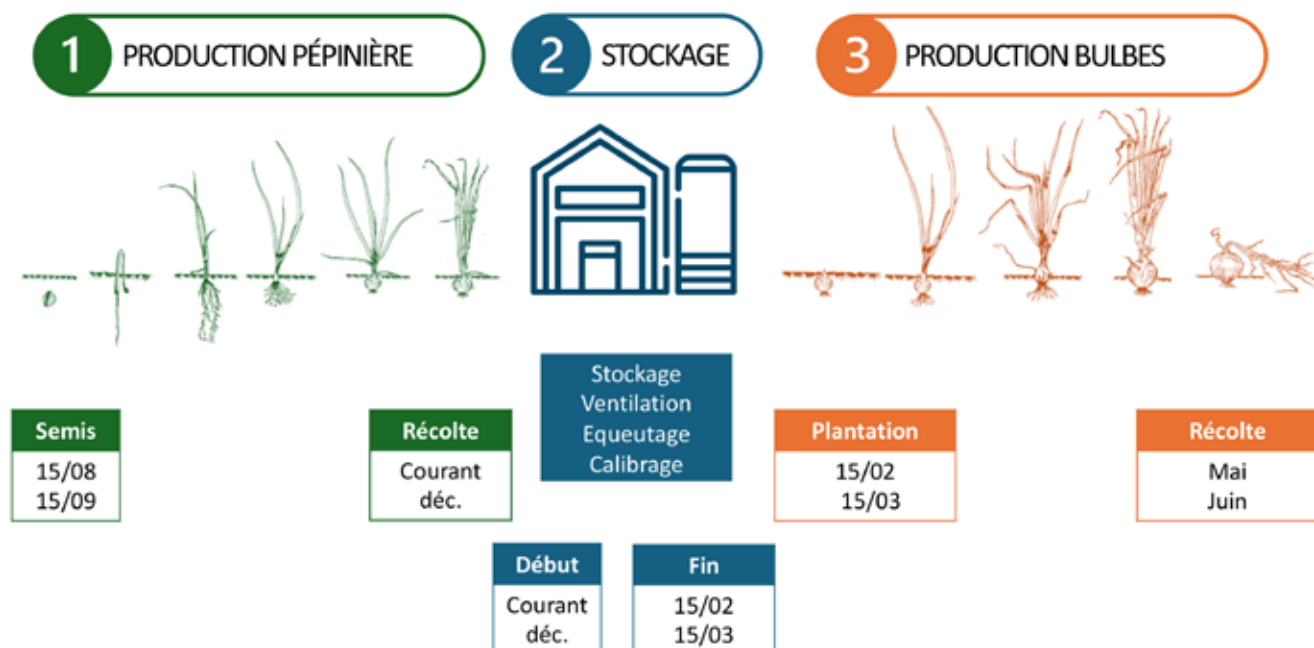 1 PRODUCTION PÉPINIÈRE
2 STOCKAGE
3 PRODUCTION BULBES
Stockage
Ventilation
Equeutage
Calibrage
Semis
15/08
15/09
Récolte
Courant
déc.
Plantation
15/02
15/03
Récolte
Mai
Juin
Début
Courant
déc.
Fin
15/02
15/03